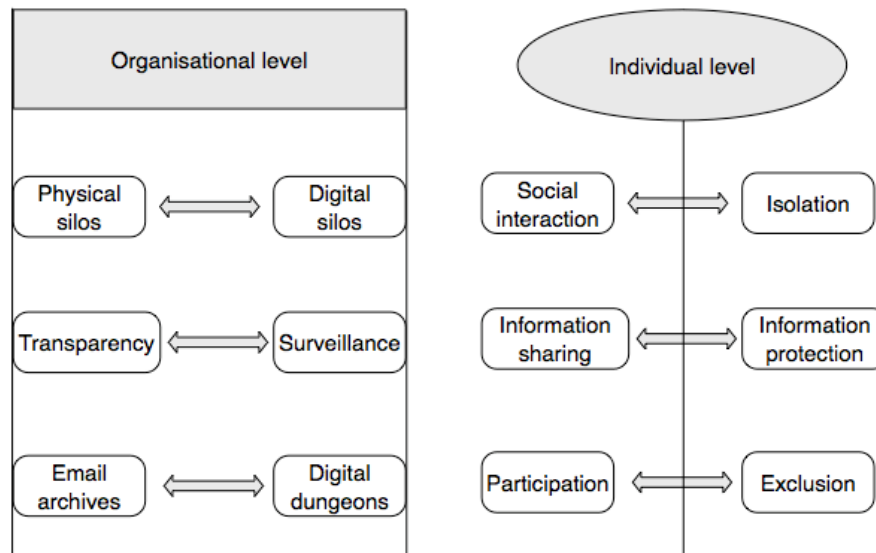 Organisational level
Individual level
Physical
silos
Digital
silos
Social
interaction
Isolation
Transparency
Surveillance
Information
sharing
Information
protection
Email
archives
Digital
dungeons
Participation
Exclusion